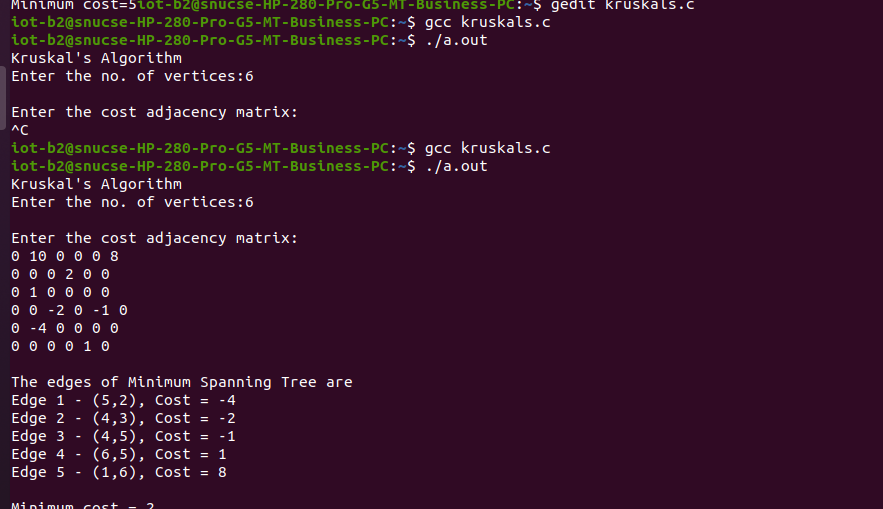 Minimum cost=5iot-b2@snucse-HP-280-Pro-G5-MT-Business-PC:~$ gedit kruskals.c
iot-b2@snucse-HP-280-Pro-G5-MT-Business-PC:~$ gcc kruskals.c
iot-b2@snucse-HP-280-Pro-G5-MT-Business-PC:~$ ./a.out
Kruskal's Algorithm
Enter the no. of vertices:6
Enter the cost adjacency matrix:
^C
iot-b2@snucse-HP-280-Pro-G5-MT-Business-PC:~$ gcc kruskals.c
iot-b2@snucse-HP-280-Pro-G5-MT-Business-PC:~$ ./a.out
Kruskal's Algorithm
Enter the no. of vertices:6
Enter the cost adjacency matrix:
0 10 0 0 0 8
0 0 0 2 0 0
0 1 0 0 0 0
0 0 -2 0 -1 0
0 -4 0 0 0 0
0 0 0 0 1 0
The edges of Minimum Spanning Tree are
Edge 1 - (5,2), Cost = -4
Edge 2 - (4,3), Cost = -2
Edge 3 - (4,5), Cost = -1
Edge 4 - (6,5), Cost = 1
Edge 5 - (1,6), Cost = 8
Minimum cost = 2